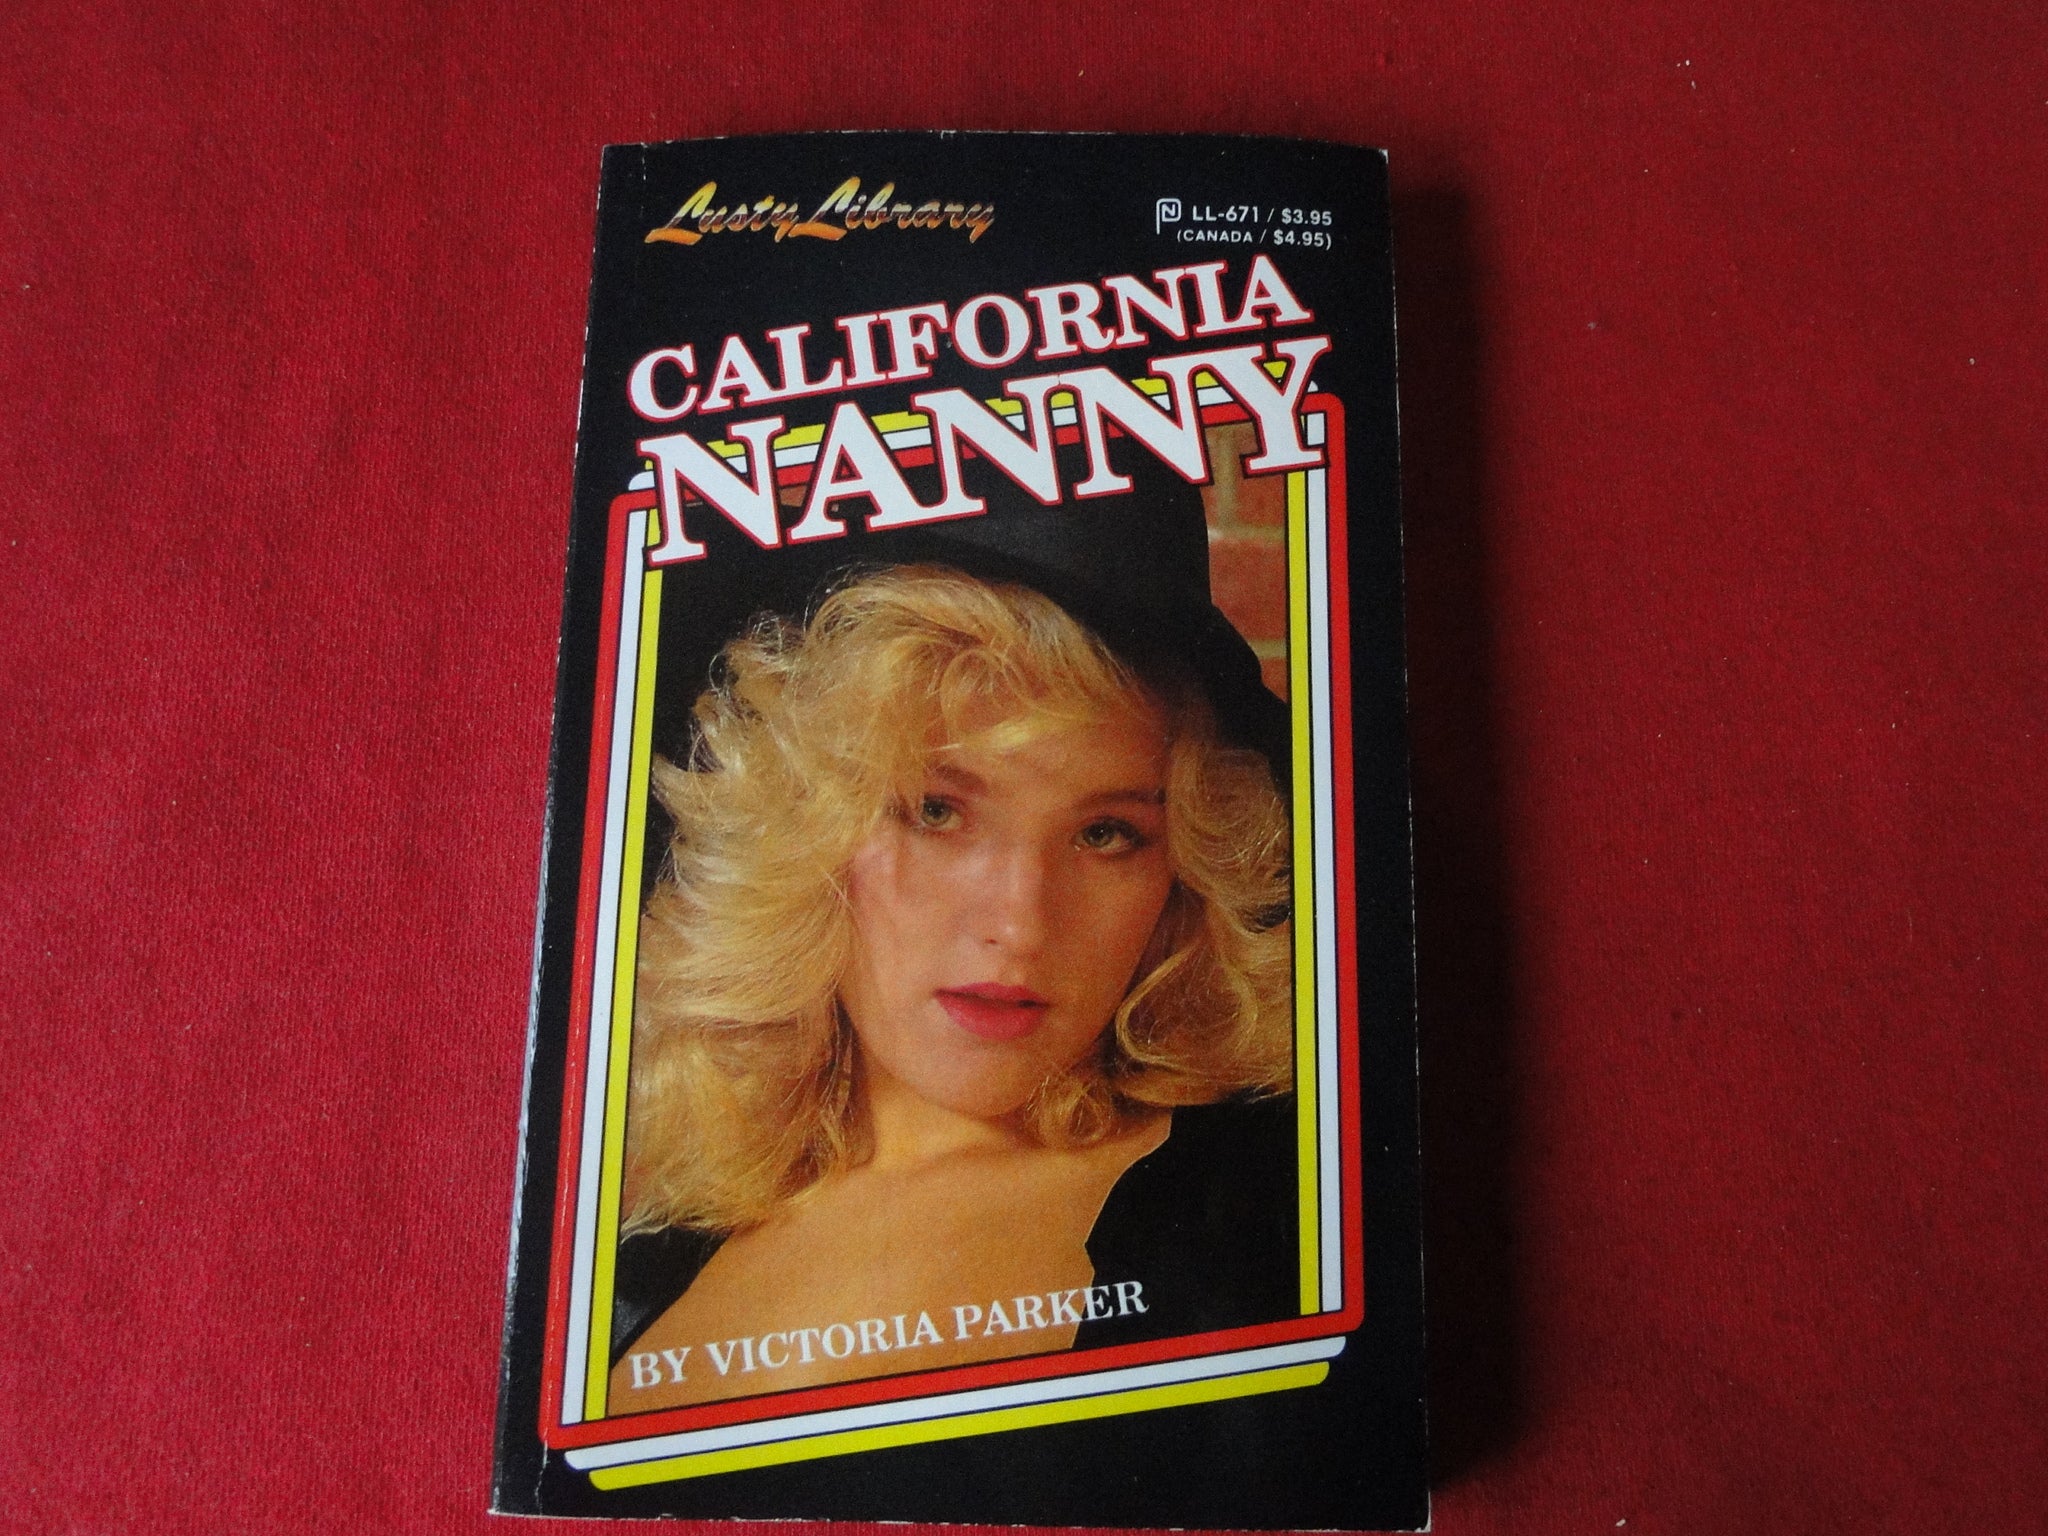 Lusty Library
LL-671 / $3.95
(CANADA / $4.95)
CALIFORNIA
NANNY
BY VICTORIA PARKER